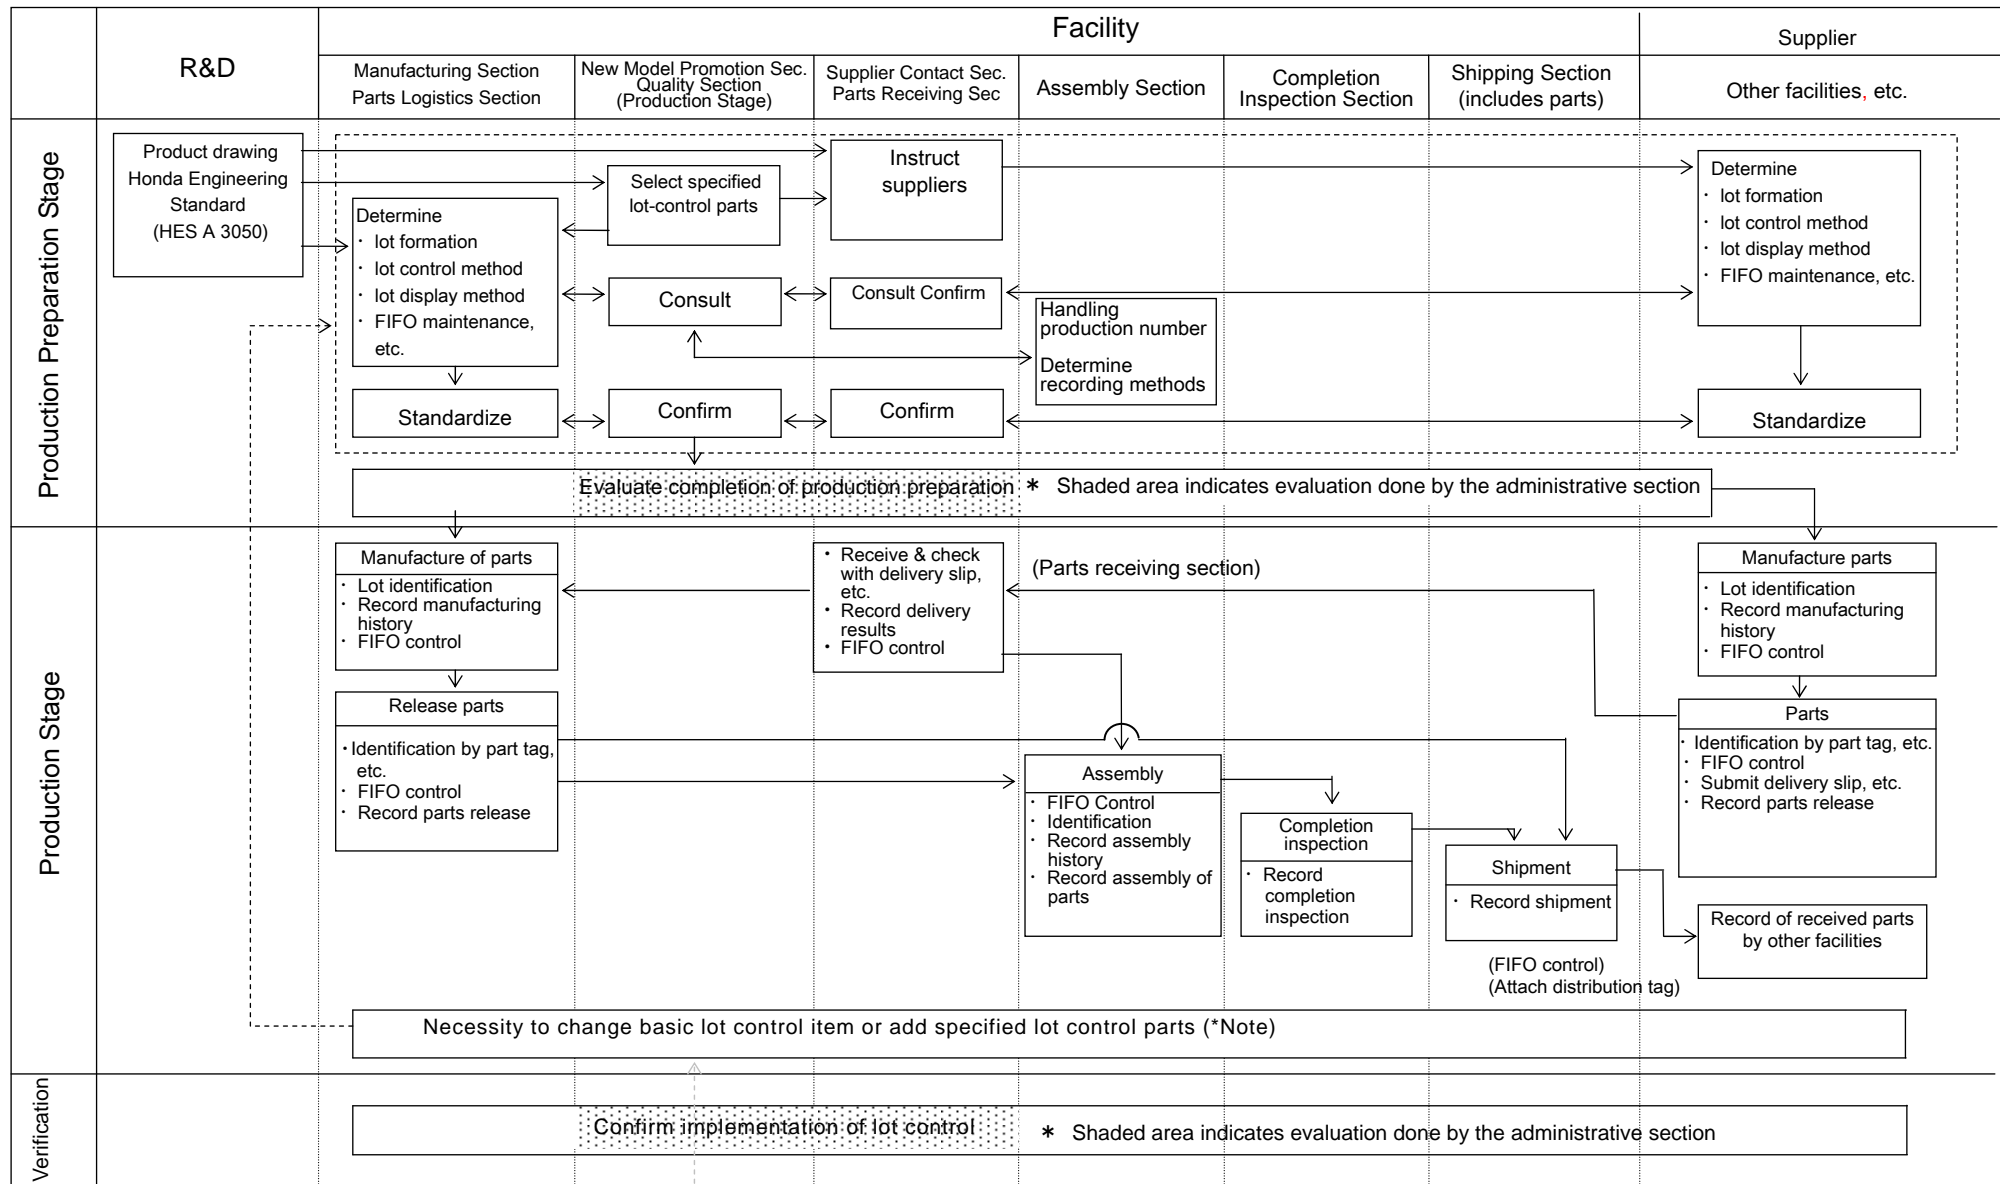 Facility
Supplier
R&D
Manufacturing Section
Parts Logistics Section
New Model Promotion Sec.
Quality Section
(Production Stage)
Supplier Contact Sec.
Parts Receiving Sec
Assembly Section
Completion
Inspection Section
Shipping Section
(includes parts)
Other facilities, etc.
Production Preparation Stage
Product drawing
Honda Engineering
Standard
(HES A 3050)
Determine
・ lot formation
・ lot control method
・ lot display method
・ FIFO maintenance,
etc.
Select specified
lot-control parts
Instruct
suppliers
Determine
・ lot formation
・ lot control method
・ lot display method
・ FIFO maintenance, etc.
Consult
Consult Confirm
Handling
production number
Determine
recording methods
Standardize
Confirm
Confirm
Standardize
Evaluate completion of production preparation * Shaded area indicates evaluation done by the administrative section
Production Stage
Manufacture of parts
・ Lot identification
・ Record manufacturing
history
・ FIFO control
・ Receive & check
with delivery slip,
etc.
・ Record delivery
results
・ FIFO control
(Parts receiving section)
Manufacture parts
・ Lot identification
・ Record manufacturing
history
・ FIFO control
Release parts
・Identification by part tag,
etc.
・ FIFO control
・ Record parts release
Assembly
・ FIFO Control
・ Identification
・ Record assembly
history
・ Record assembly of
parts
Completion
inspection
・ Record
completion
inspection
Shipment
・ Record shipment
(FIFO control)
(Attach distribution tag)
Parts
・ Identification by part tag, etc.
・ FIFO control
・ Submit delivery slip, etc.
・ Record parts release
Record of received parts
by other facilities
Necessity to change basic lot control item or add specified lot control parts (*Note)
Verification
Confirm implementation of lot control * Shaded area indicates evaluation done by the administrative section